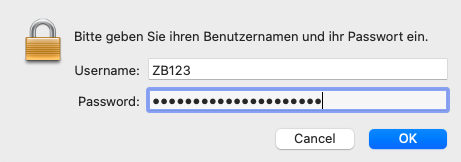 Bitte geben Sie ihren Benutzernamen und ihr Passwort ein.
Username: ZB123
Password: ●●●●●●●●●●●●●●●●●●●●●
Cancel OK